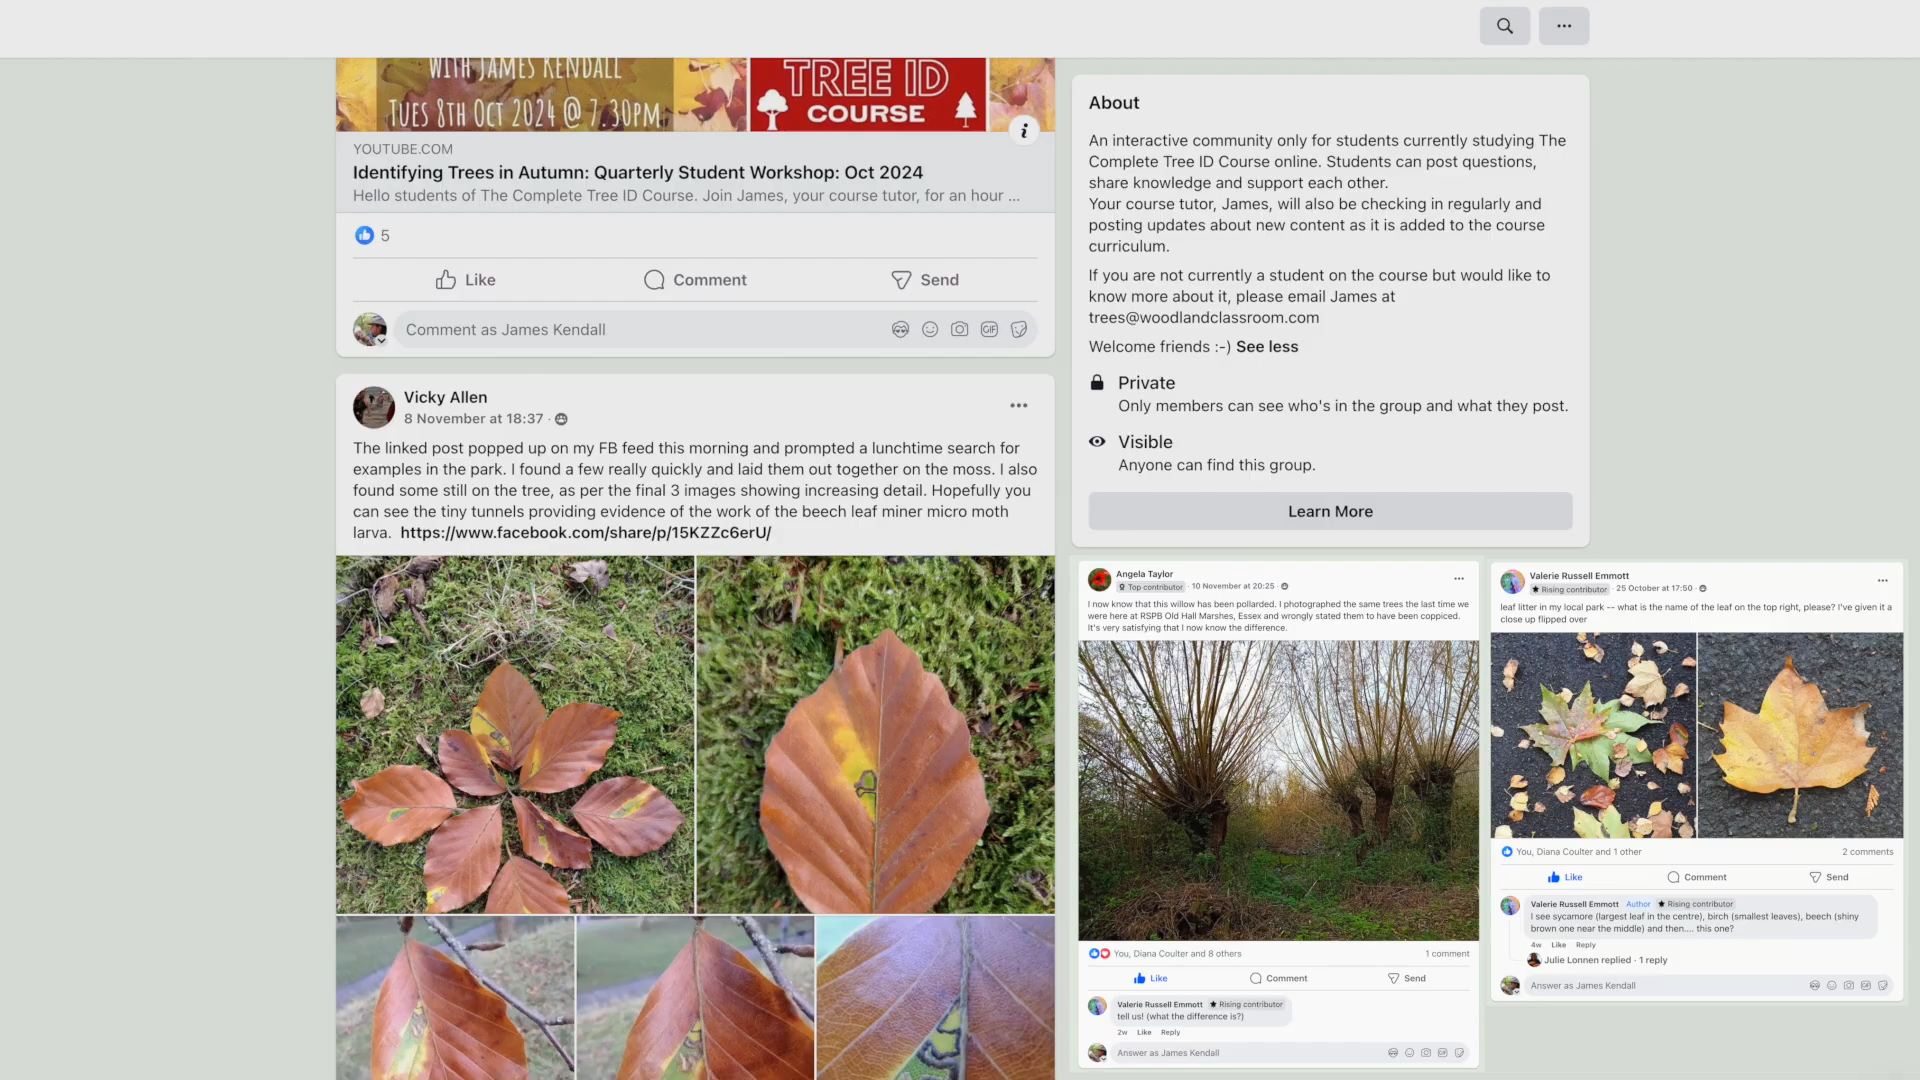 WITH JAMES KENDALL
TUES 8TH OCT 2024 @ 7.30PM
TREE ID
COURSE
YOUTUBE.COM
Identifying Trees in Autumn: Quarterly Student Workshop: Oct 2024
Hello students of The Complete Tree ID Course. Join James, your course tutor, for an hour ...
5
Like
Comment
Send
Comment as James Kendall
GIF
Vicky Allen
8 November at 18:37 ·
The linked post popped up on my FB feed this morning and prompted a lunchtime search for
examples in the park. I found a few really quickly and laid them out together on the moss. I also
found some still on the tree, as per the final 3 images showing increasing detail. Hopefully you
can see the tiny tunnels providing evidence of the work of the beech leaf miner micro moth
larva. https://www.facebook.com/share/p/15KZZc6erU/
About
An interactive community only for students currently studying The
Complete Tree ID Course online. Students can post questions,
share knowledge and support each other.
Your course tutor, James, will also be checking in regularly and
posting updates about new content as it is added to the course
curriculum.
If you are not currently a student on the course but would like to
know more about it, please email James at
trees@woodlandclassroom.com
Welcome friends :-) See less
Private
Only members can see who's in the group and what they post.
Visible
Anyone can find this group.
Learn More
Angela Taylor
Top contributor · 10 November at 20:25 ·
I now know that this willow has been pollarded. I photographed the same trees the last time we
were here at RSPB Old Hall Marshes, Essex and wrongly stated them to have been coppiced.
It's very satisfying that I now know the difference.
You, Diana Coulter and 8 others
1 comment
Like
Comment
Send
Valerie Russell Emmott Rising contributor
tell us! (what the difference is?)
2w Like Reply
Answer as James Kendall
Valerie Russell Emmott
Rising contributor · 25 October at 17:50 ·
leaf litter in my local park -- what is the name of the leaf on the top right, please? I've given it a
close up flipped over
You, Diana Coulter and 1 other
2 comments
Like
Comment
Send
Valerie Russell Emmott Author Rising contributor
I see sycamore (largest leaf in the centre), birch (smallest leaves), beech (shiny
brown one near the middle) and then.... this one?
4w Like Reply
Julie Lonnen replied · 1 reply
Answer as James Kendall